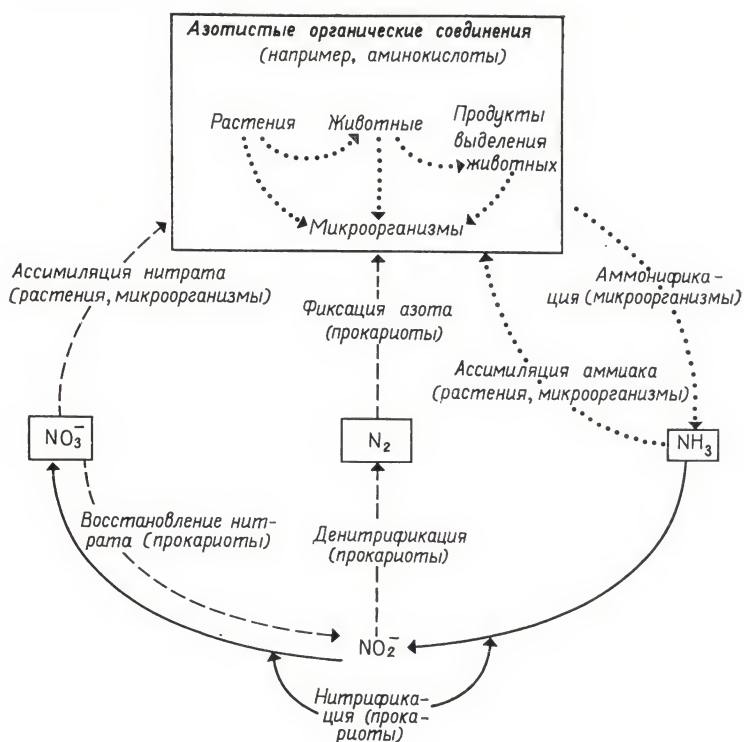 Азотистые органические соединения
(например, аминокислоты)
Растения Животные Продукты
выделения
животных
Микроорганизмы
Ассимиляция нитрата
(растения, микроорганизмы)
Фиксация азота
(прокариоты)
Аммонифика-
ция (микроорганизмы)
Ассимиляция аммиака
(растения, микроорганизмы)
NO₃⁻ N₂ NH₃
Восстановление нит-
рата (прокариоты)
Денитрификация
(прокариоты)
NO₂⁻
Нитрифика-
ция (прока-
риоты)